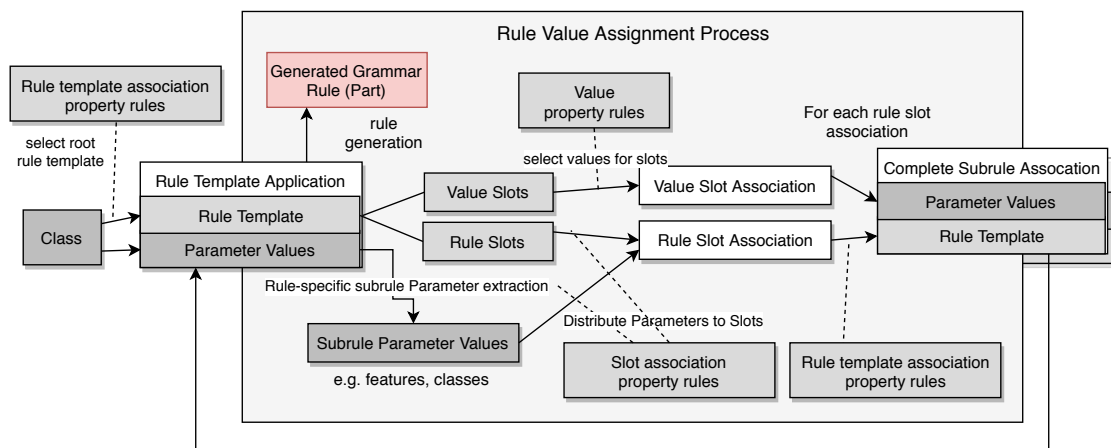 Rule Value Assignment Process
Rule template association
property rules
Generated Grammar
Rule (Part)
Value
property rules
For each rule slot
association
select root
rule template
rule
generation
select values for slots
Rule Template Application
Rule Template
Parameter Values
Class
Value Slots
Rule Slots
Value Slot Association
Rule Slot Association
Complete Subrule Assocation
Parameter Values
Rule Template
Rule-specific subrule Parameter extraction
Distribute Parameters to Slots
Subrule Parameter Values
e.g. features, classes
Slot association
property rules
Rule template association
property rules